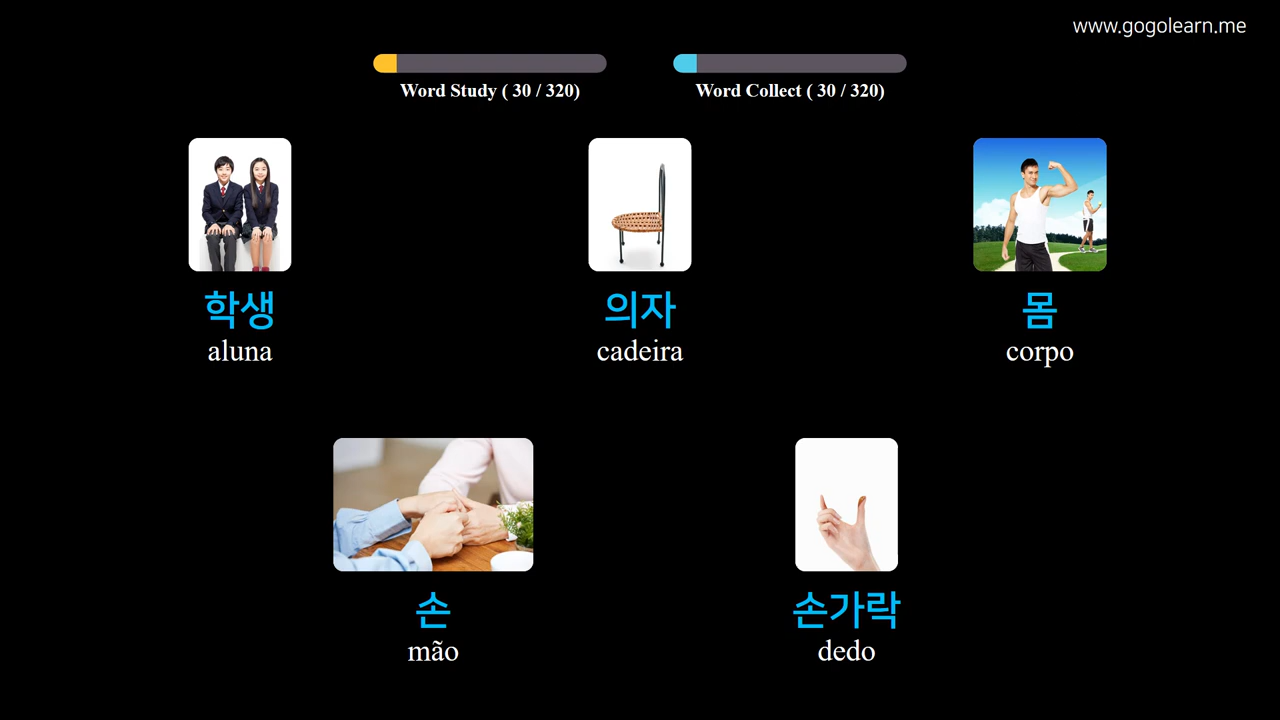 www.gogolearn.me
Word Study ( 30 / 320)
Word Collect ( 30 / 320)
학생
aluna
의자
cadeira
몸
corpo
손
mão
손가락
dedo